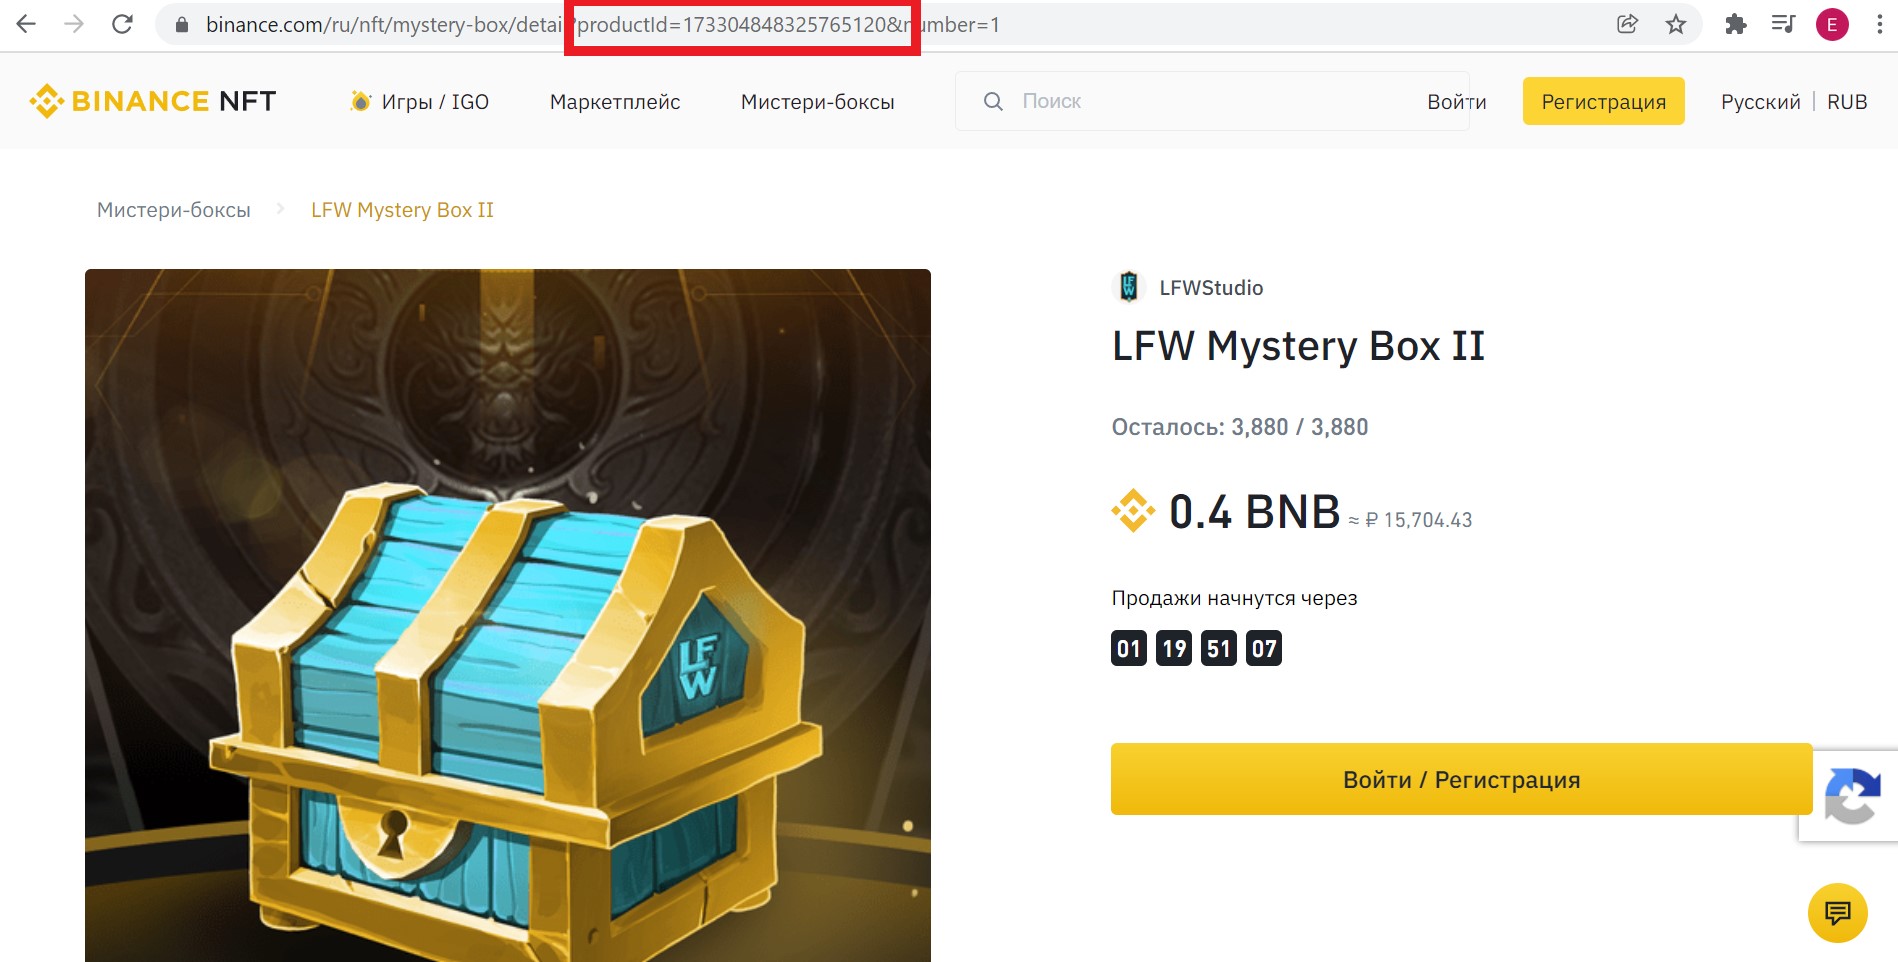 binance.com/ru/nft/mystery-box/detail?productId=173304848325765120&number=1
E
BINANCE NFT
Игры / IGO
Маркетплейс
Мистери-боксы
Поиск
Войти
Регистрация
Русский | RUB
Мистери-боксы > LFW Mystery Box II
LFW
LFWStudio
LFW Mystery Box II
Осталось: 3,880 / 3,880
0.4 BNB ≈ ₽ 15,704.43
Продажи начнутся через
01 19 51 07
Войти / Регистрация
LF
W